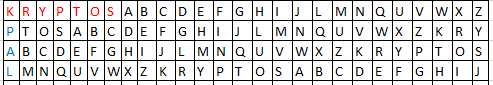 K R Y P T O S A B C D E F G H I J L M N Q U V W X Z
P T O S A B C D E F G H I J L M N Q U V W X Z K R Y
A B C D E F G H I J L M N Q U V W X Z K R Y P T O S
L M N Q U V W X Z K R Y P T O S A B C D E F G H I J